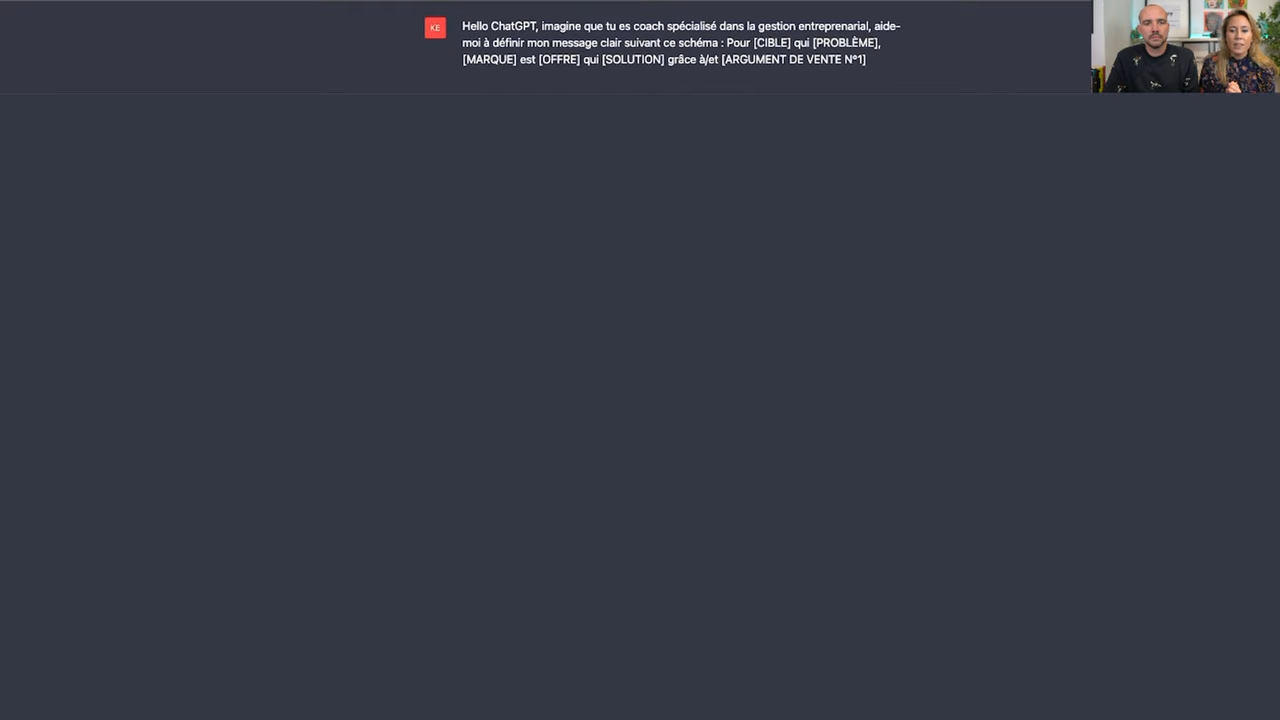 KE
Hello ChatGPT, imagine que tu es coach spécialisé dans la gestion entreprenarial, aide-
moi à définir mon message clair suivant ce schéma : Pour [CIBLE] qui [PROBLÈME],
[MARQUE] est [OFFRE] qui [SOLUTION] grâce à/et [ARGUMENT DE VENTE N°1]